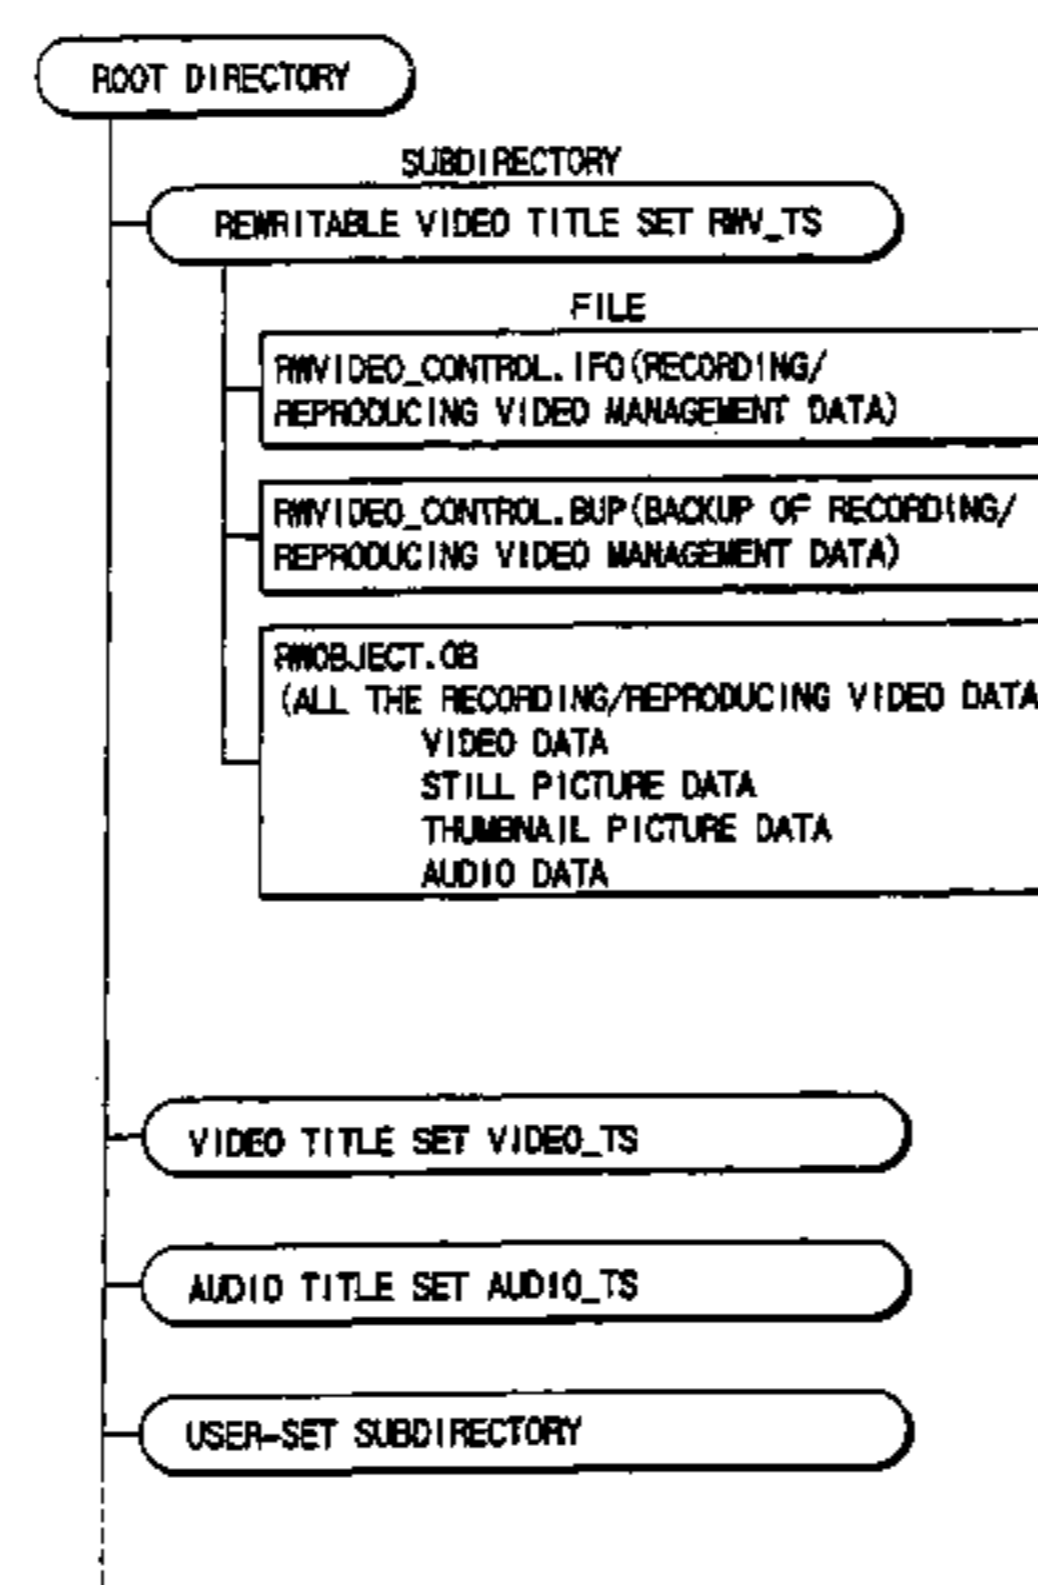 ROOT DIRECTORY
SUBDIRECTORY
REWRITABLE VIDEO TITLE SET RWV_TS
FILE
RWVIDEO_CONTROL.IFO(RECORDING/
REPRODUCING VIDEO MANAGEMENT DATA)
RWVIDEO_CONTROL.BUP(BACKUP OF RECORDING/
REPRODUCING VIDEO MANAGEMENT DATA)
RWOBJECT.OB
(ALL THE RECORDING/REPRODUCING VIDEO DATA
VIDEO DATA
STILL PICTURE DATA
THUMBNAIL PICTURE DATA
AUDIO DATA
VIDEO TITLE SET VIDEO_TS
AUDIO TITLE SET AUDIO_TS
USER-SET SUBDIRECTORY